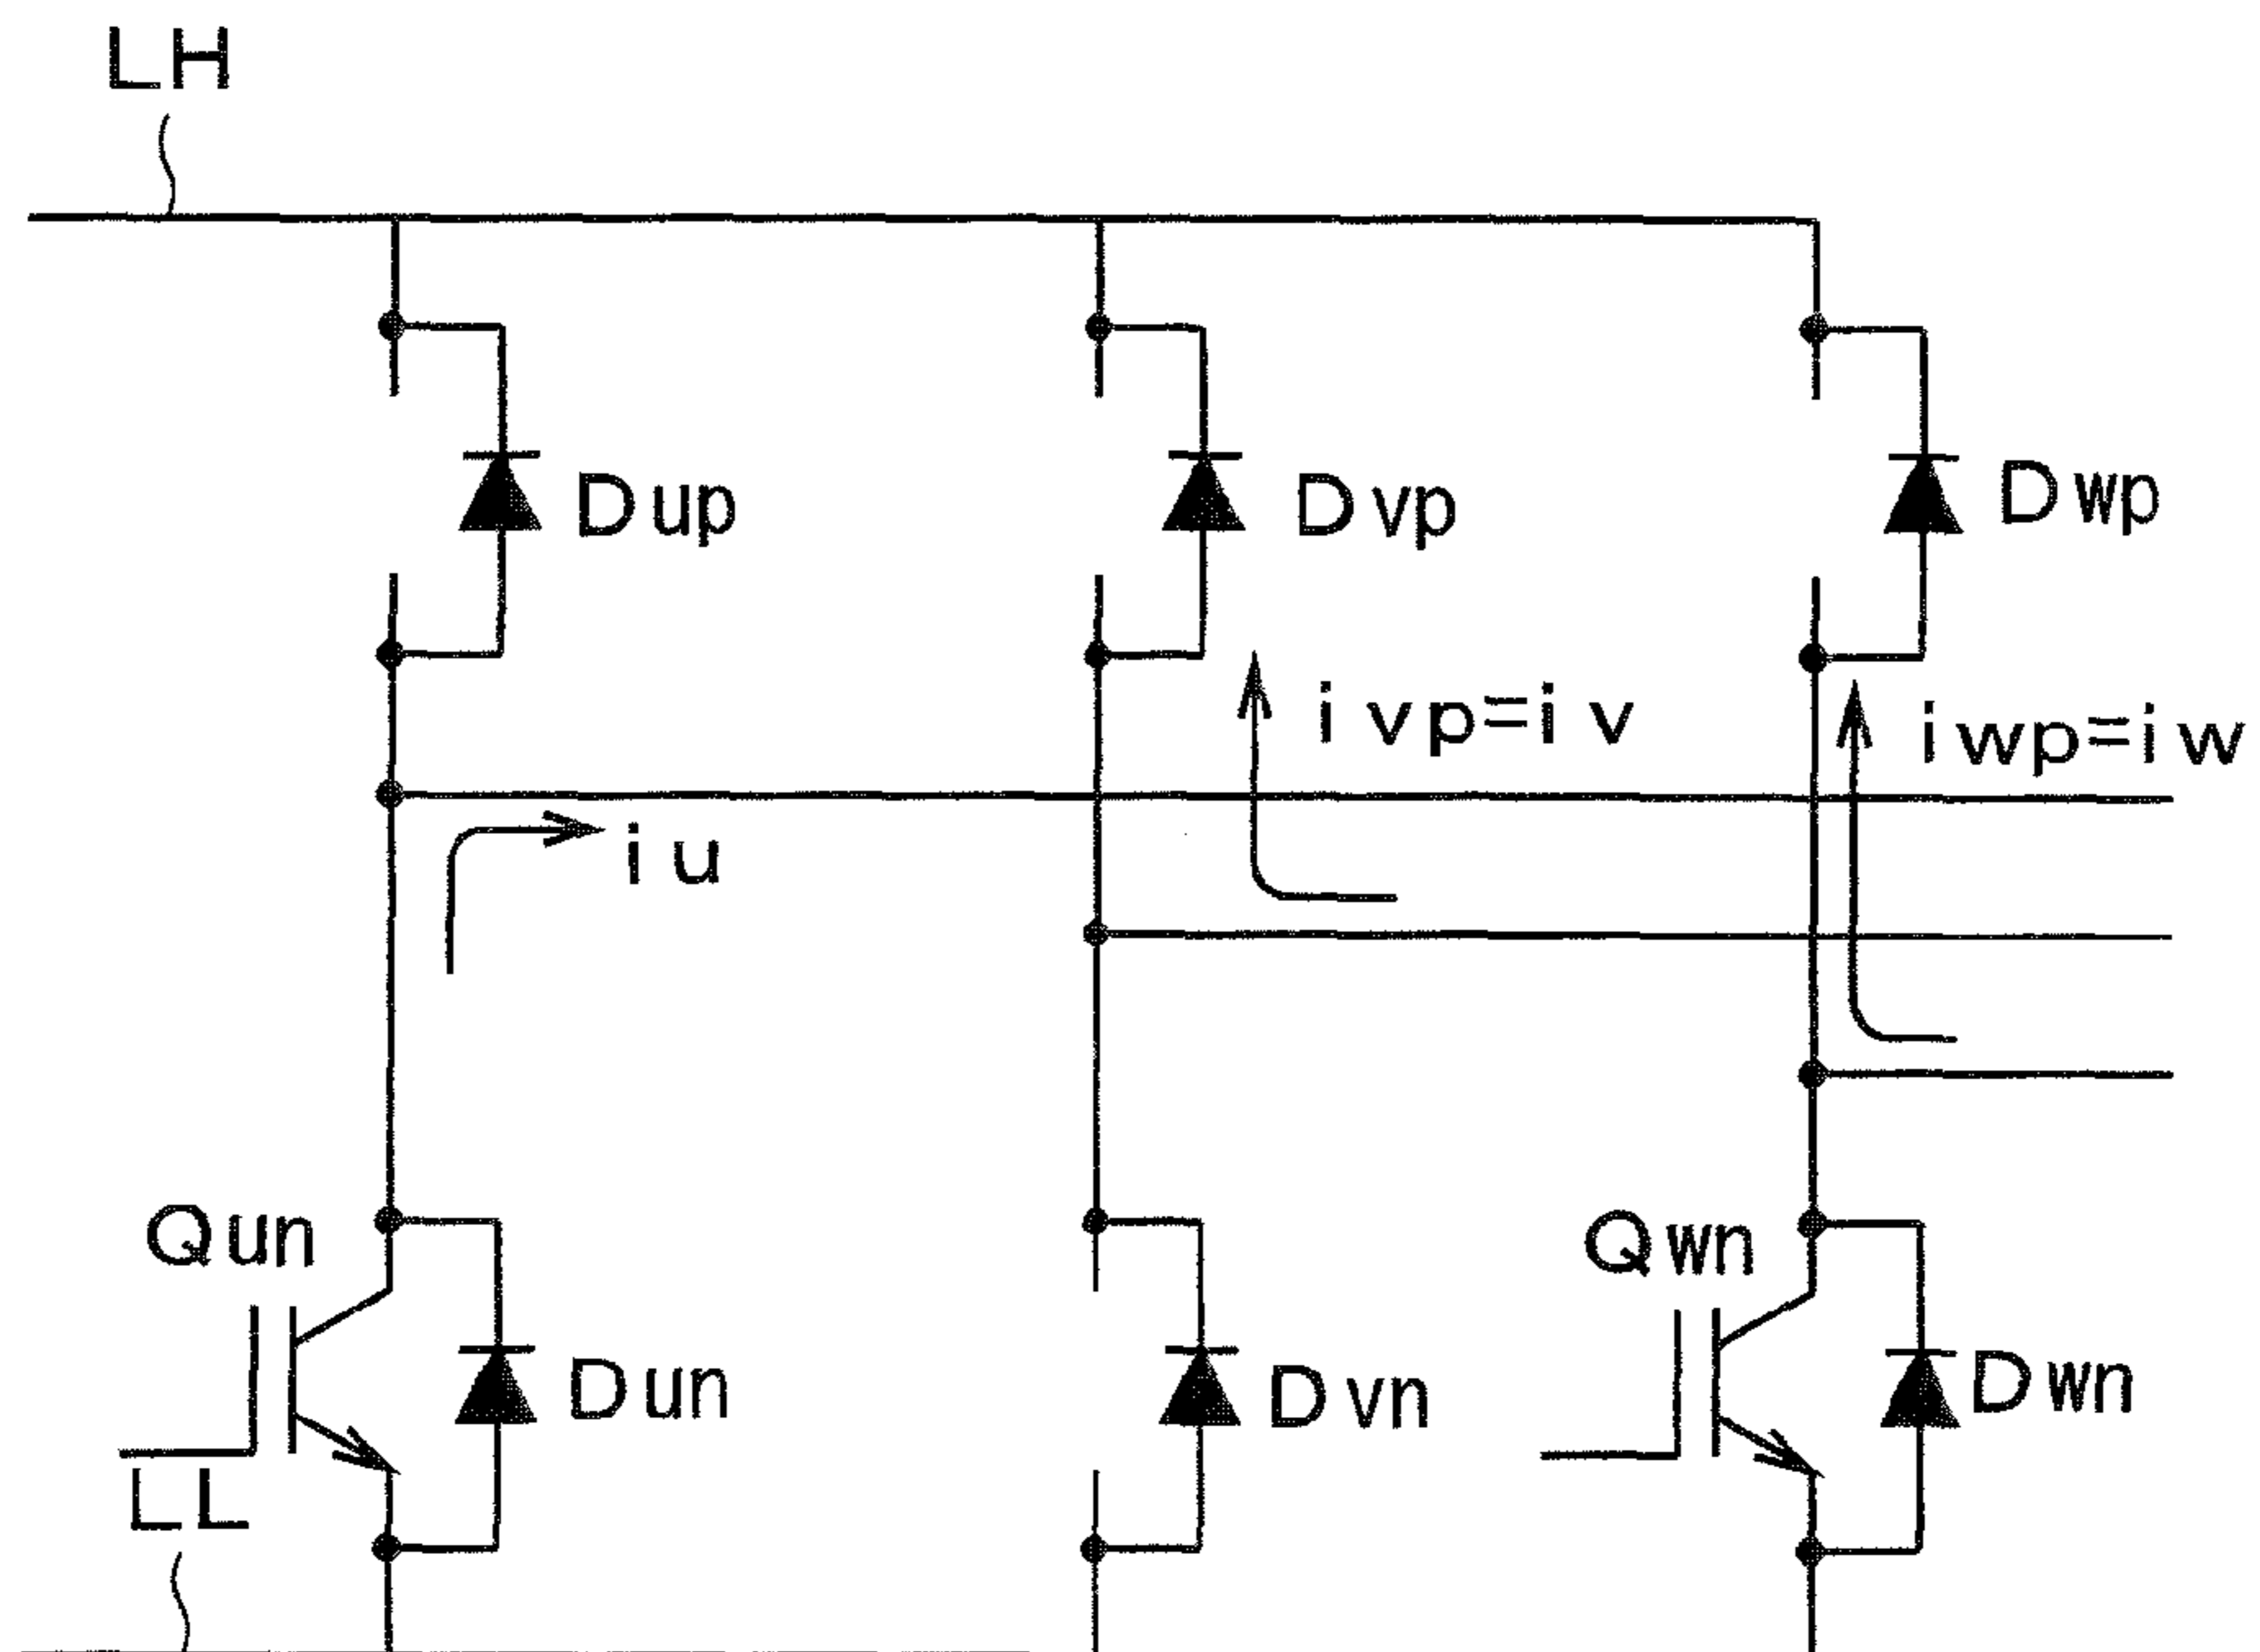 LH
Dup
Dvp
Dwp
ivp=iv
iwp=iw
iu
Qun
Qwn
Dun
Dvn
Dwn
LL